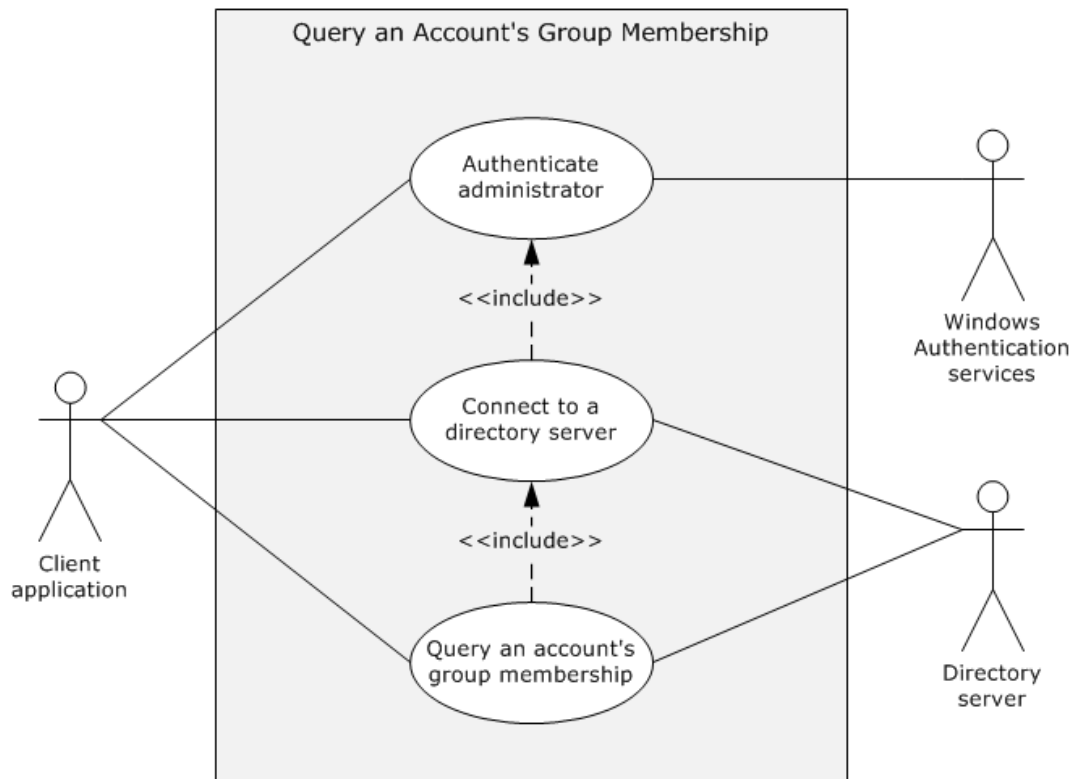 Query an Account's Group Membership
Authenticate
administrator
<<include>>
Windows
Authentication
services
Connect to a
directory server
<<include>>
Client
application
Query an account's
group membership
Directory
server